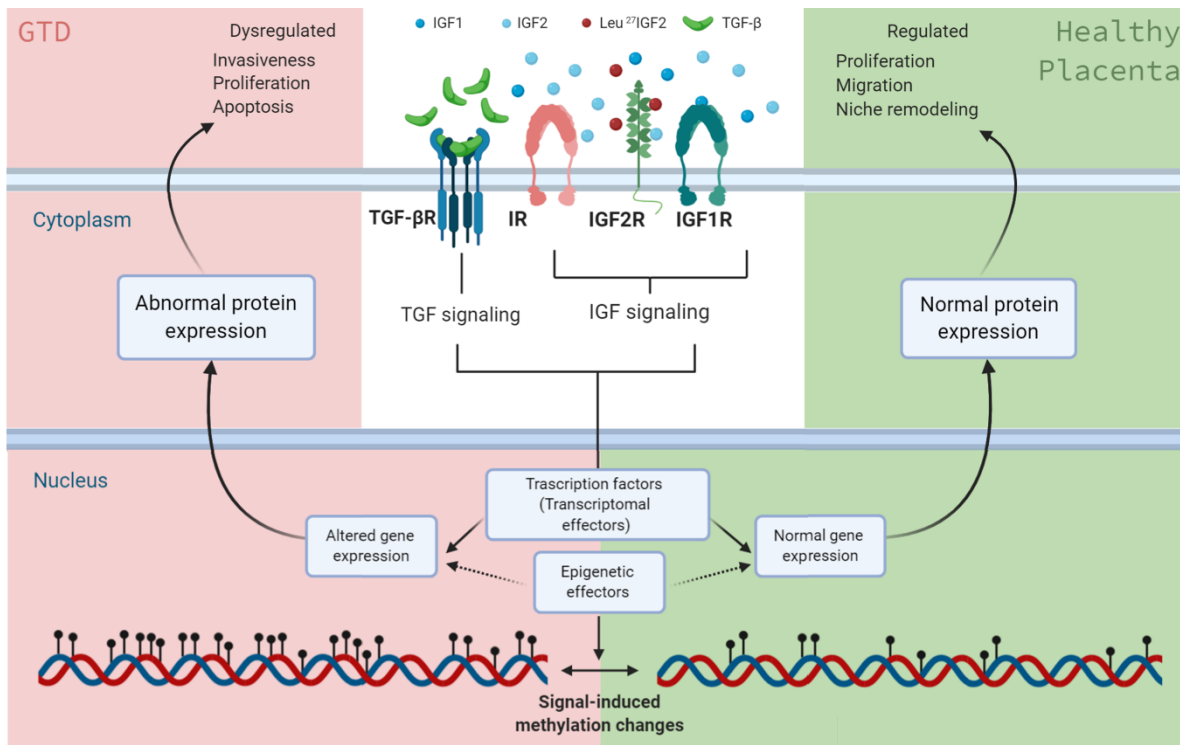 GTD
Dysregulated
Invasiveness
Proliferation
Apoptosis
IGF1
IGF2
Leu ²⁷IGF2
TGF-β
Regulated
Proliferation
Migration
Niche remodeling
Healthy
Placenta
Cytoplasm
TGF-βR
IR
IGF2R
IGF1R
Abnormal protein
expression
TGF signaling
IGF signaling
Normal protein
expression
Nucleus
Trascription factors
(Transcriptomal
effectors)
Altered gene
expression
Normal gene
expression
Epigenetic
effectors
Signal-induced
methylation changes